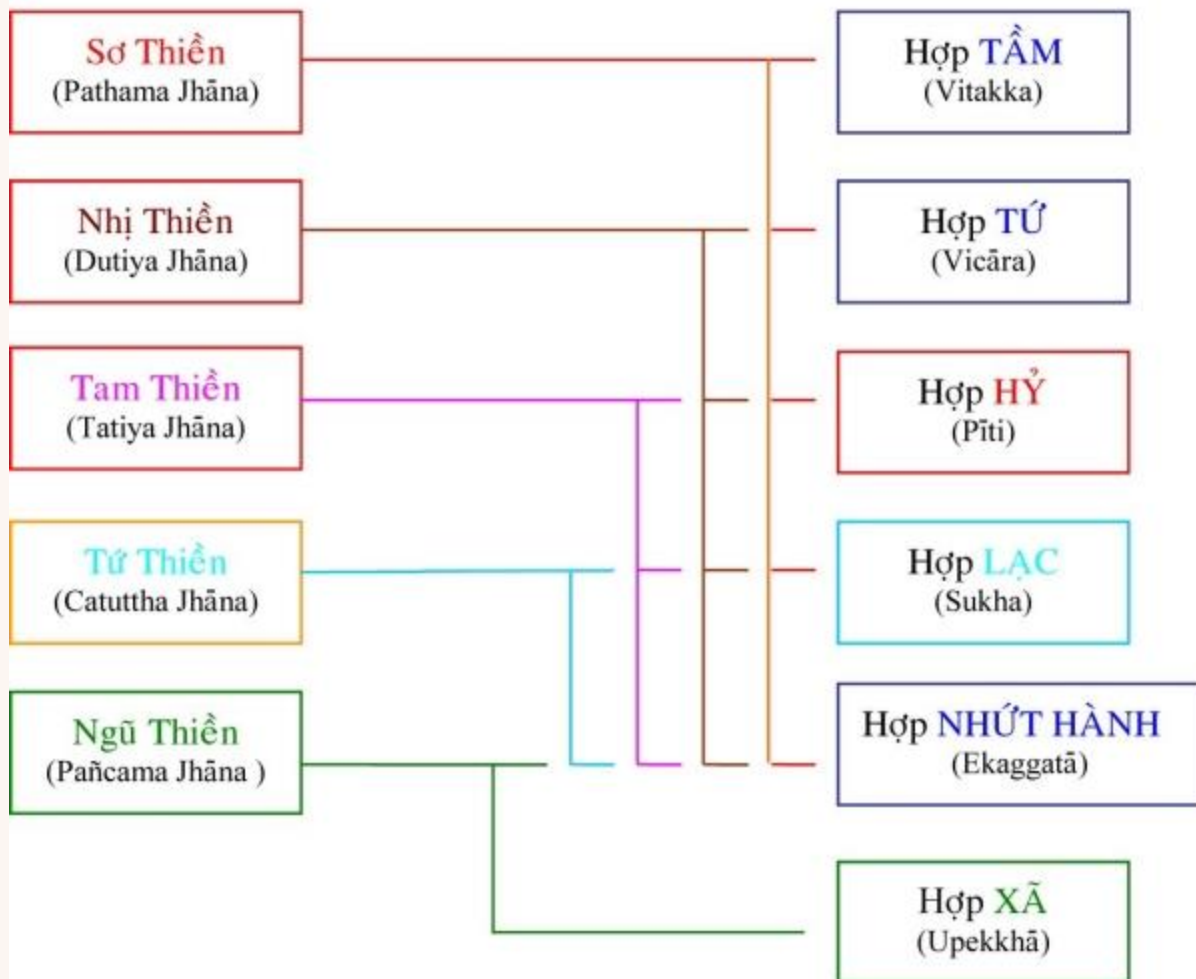 Sơ Thiền
(Pathama Jhāna)
Hợp TẦM
(Vitakka)
Nhị Thiền
(Dutiya Jhāna)
Hợp TỨ
(Vicāra)
Tam Thiền
(Tatiya Jhāna)
Hợp HỶ
(Pīti)
Tứ Thiền
(Catuttha Jhāna)
Hợp LẠC
(Sukha)
Ngũ Thiền
(Pañcama Jhāna )
Hợp NHỨT HÀNH
(Ekaggatā)
Hợp XÃ
(Upekkhā)